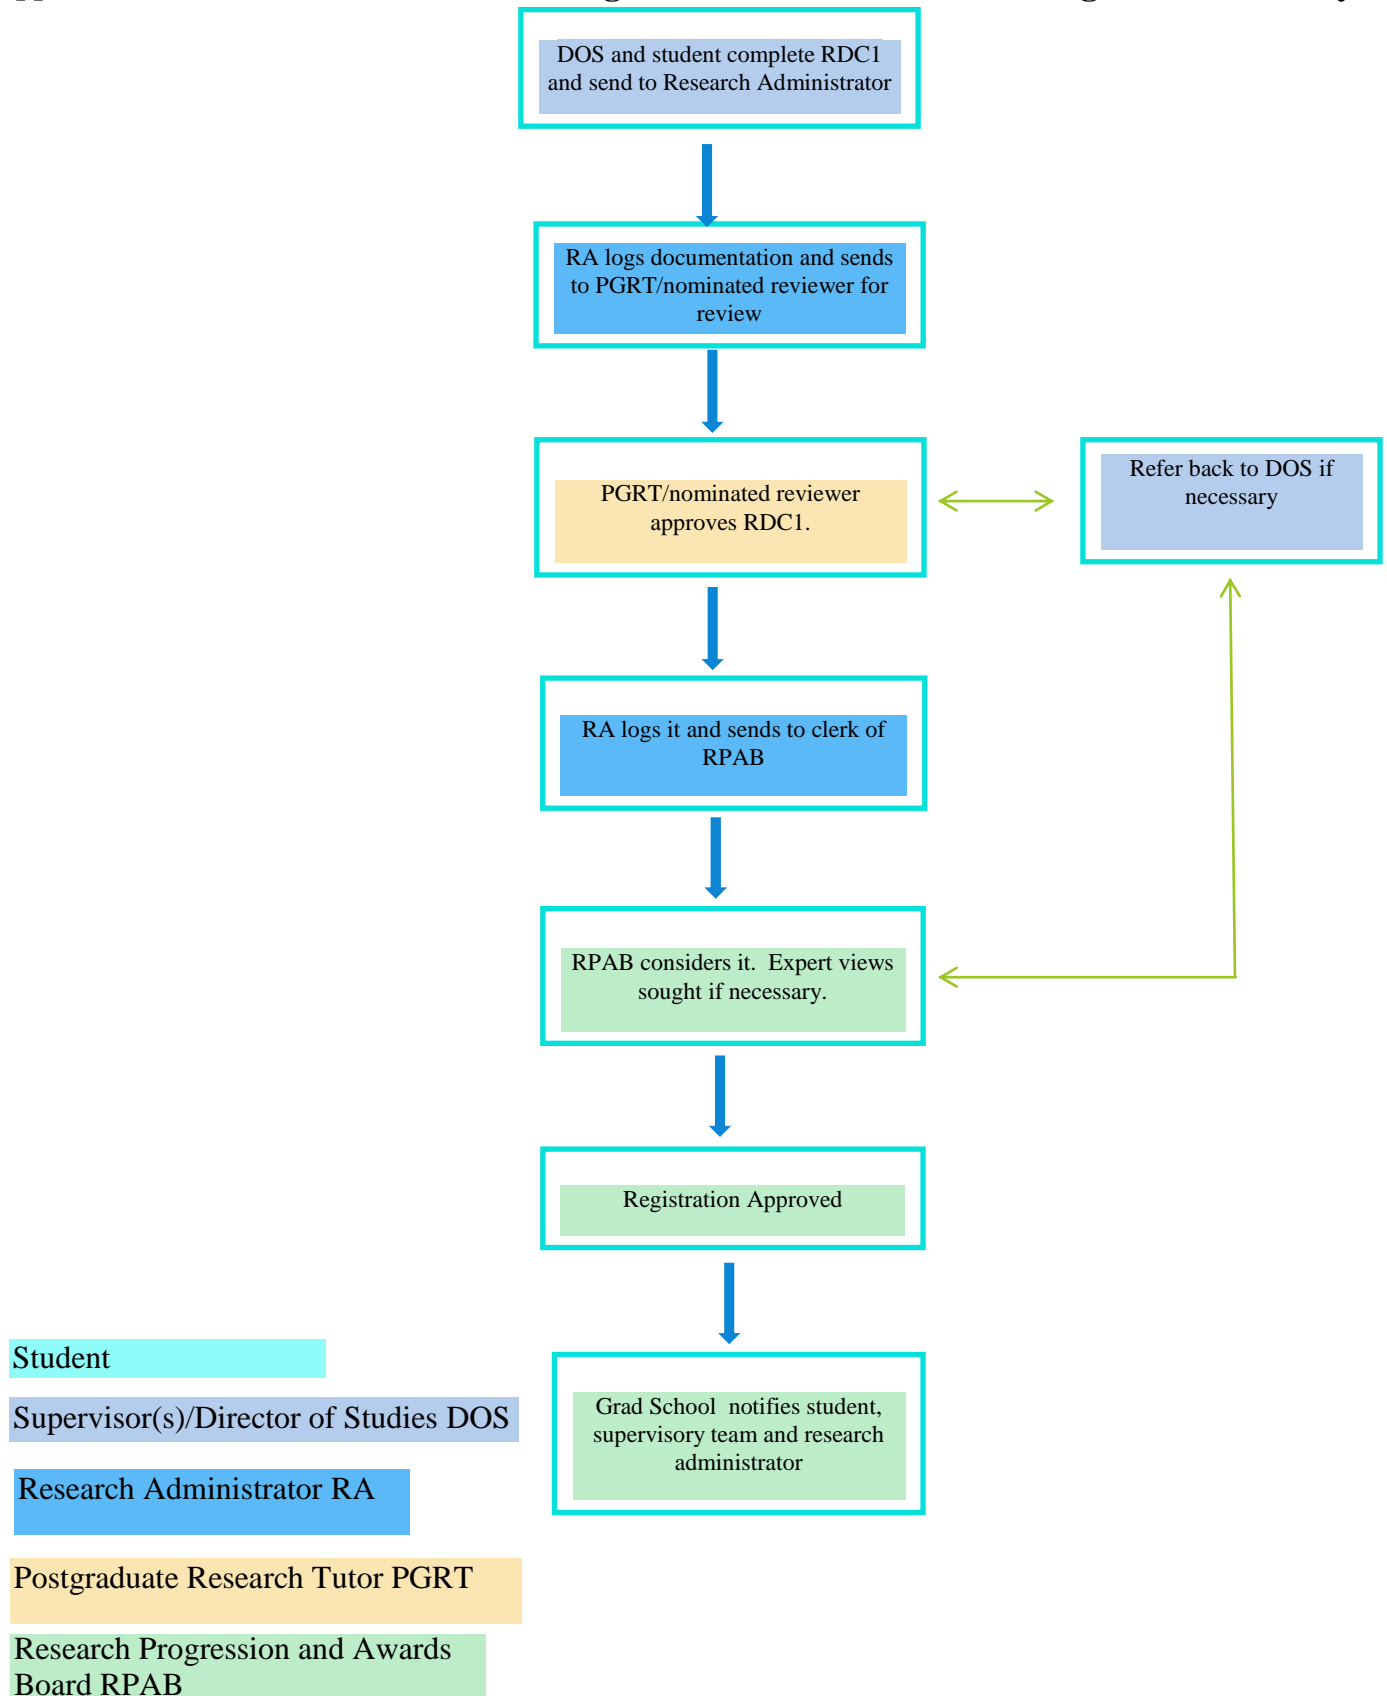 DOS and student complete RDC1
and send to Research Administrator
RA logs documentation and sends
to PGRT/nominated reviewer for
review
PGRT/nominated reviewer
approves RDC1.
Refer back to DOS if
necessary
RA logs it and sends to clerk of
RPAB
RPAB considers it.  Expert views
sought if necessary.
Registration Approved
Grad School  notifies student,
supervisory team and research
administrator
Student
Supervisor(s)/Director of Studies DOS
Research Administrator RA
Postgraduate Research Tutor PGRT
Research Progression and Awards
Board RPAB